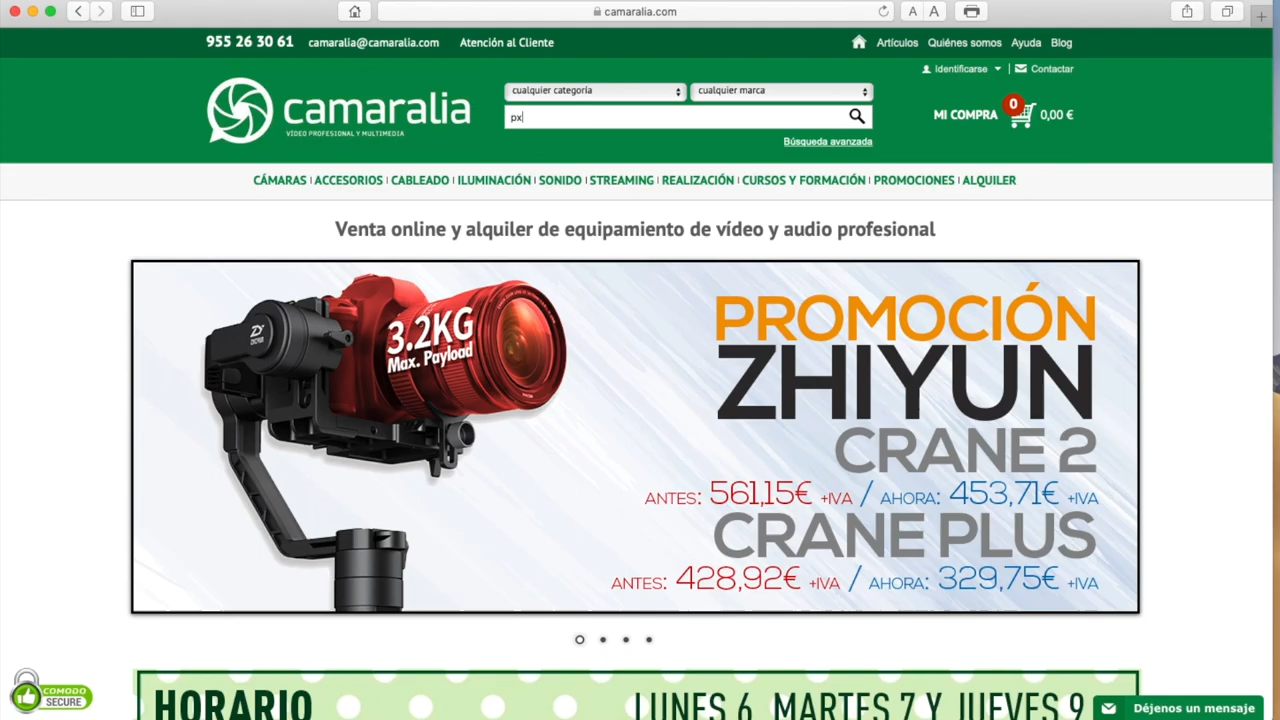 camaralia.com
A A
955 26 30 61 camaralia@camaralia.com Atención al Cliente
Artículos Quiénes somos Ayuda Blog
Identificarse Contactar
camaralia
VÍDEO PROFESIONAL Y MULTIMEDIA
cualquier categoría cualquier marca
px
Búsqueda avanzada
MI COMPRA 0 0,00 €
CÁMARAS ACCESORIOS CABLEADO ILUMINACIÓN SONIDO STREAMING REALIZACIÓN CURSOS Y FORMACIÓN PROMOCIONES ALQUILER
Venta online y alquiler de equipamiento de vídeo y audio profesional
ZHIYUN
3.2KG
Max. Payload
PROMOCIÓN
ZHIYUN
CRANE 2
ANTES: 561,15€ +IVA / AHORA: 453,71€ +IVA
CRANE PLUS
ANTES: 428,92€ +IVA / AHORA: 329,75€ +IVA
COMODO
SECURE
HORARIO LUNES 6, MARTES 7 Y JUEVES 9
Déjenos un mensaje